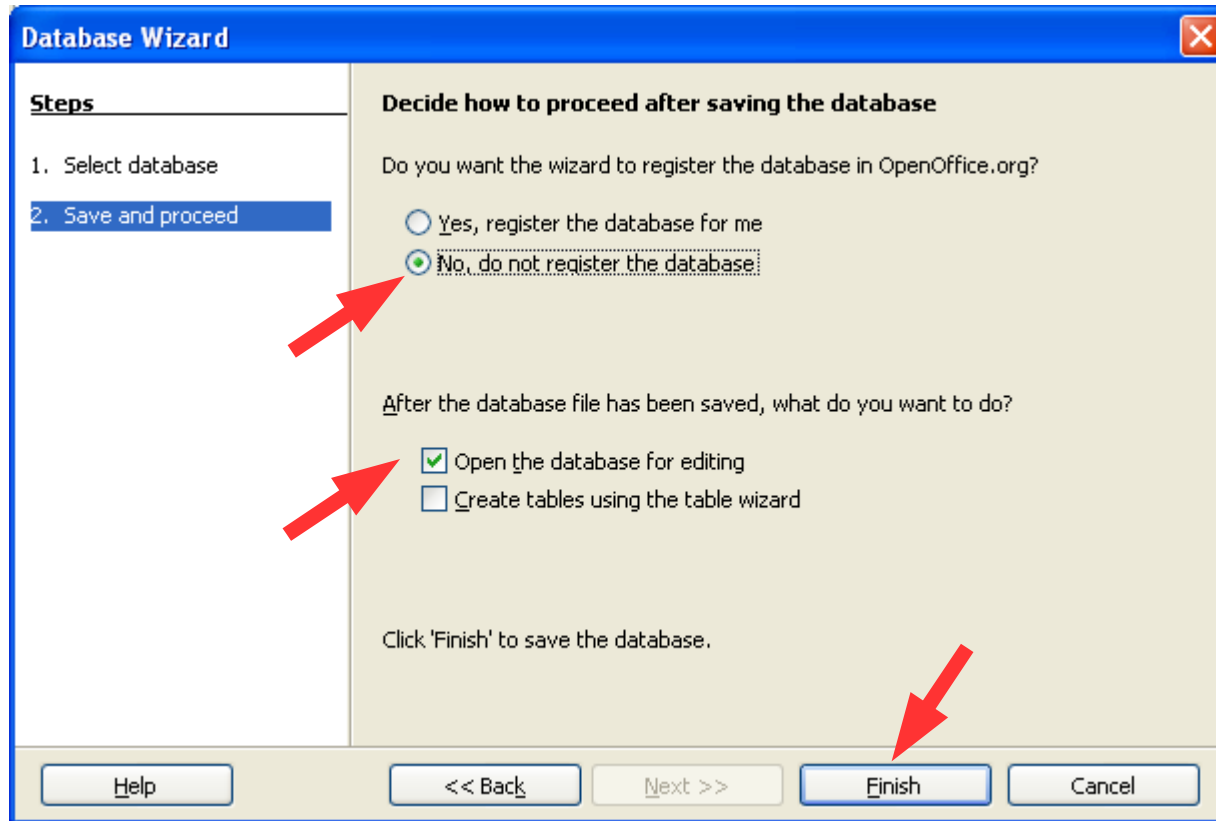 Database Wizard
Steps
1. Select database
2. Save and proceed
Decide how to proceed after saving the database
Do you want the wizard to register the database in OpenOffice.org?
Yes, register the database for me
No, do not register the database
After the database file has been saved, what do you want to do?
Open the database for editing
Create tables using the table wizard
Click 'Finish' to save the database.
Help
<< Back
Next >>
Finish
Cancel